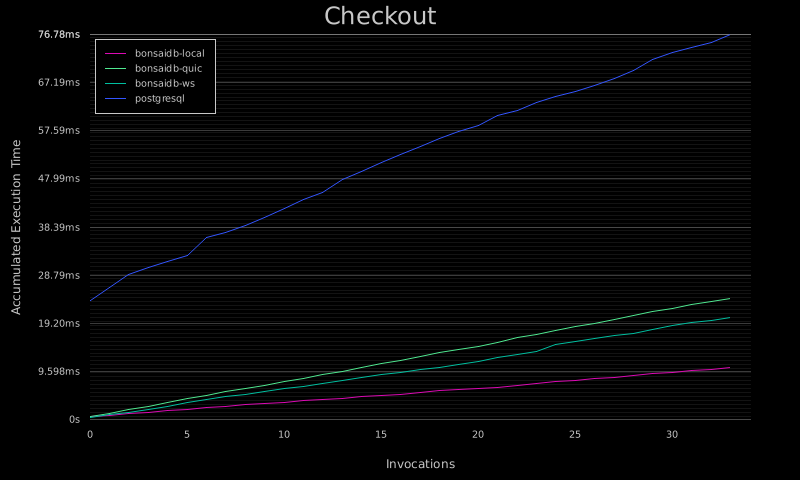 Checkout
76.78ms
67.19ms
57.59ms
47.99ms
38.39ms
28.79ms
19.20ms
9.598ms
0s
bonsaidb-local
bonsaidb-quic
bonsaidb-ws
postgresql
Accumulated Execution Time
0 5 10 15 20 25 30
Invocations